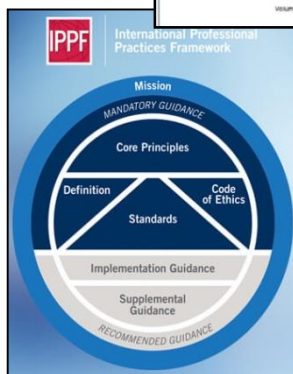 IPPF
International Professional
Practices Framework
Mission
MANDATORY GUIDANCE
Core Principles
Definition
Code
of Ethics
Standards
Implementation Guidance
Supplemental
Guidance
RECOMMENDED GUIDANCE